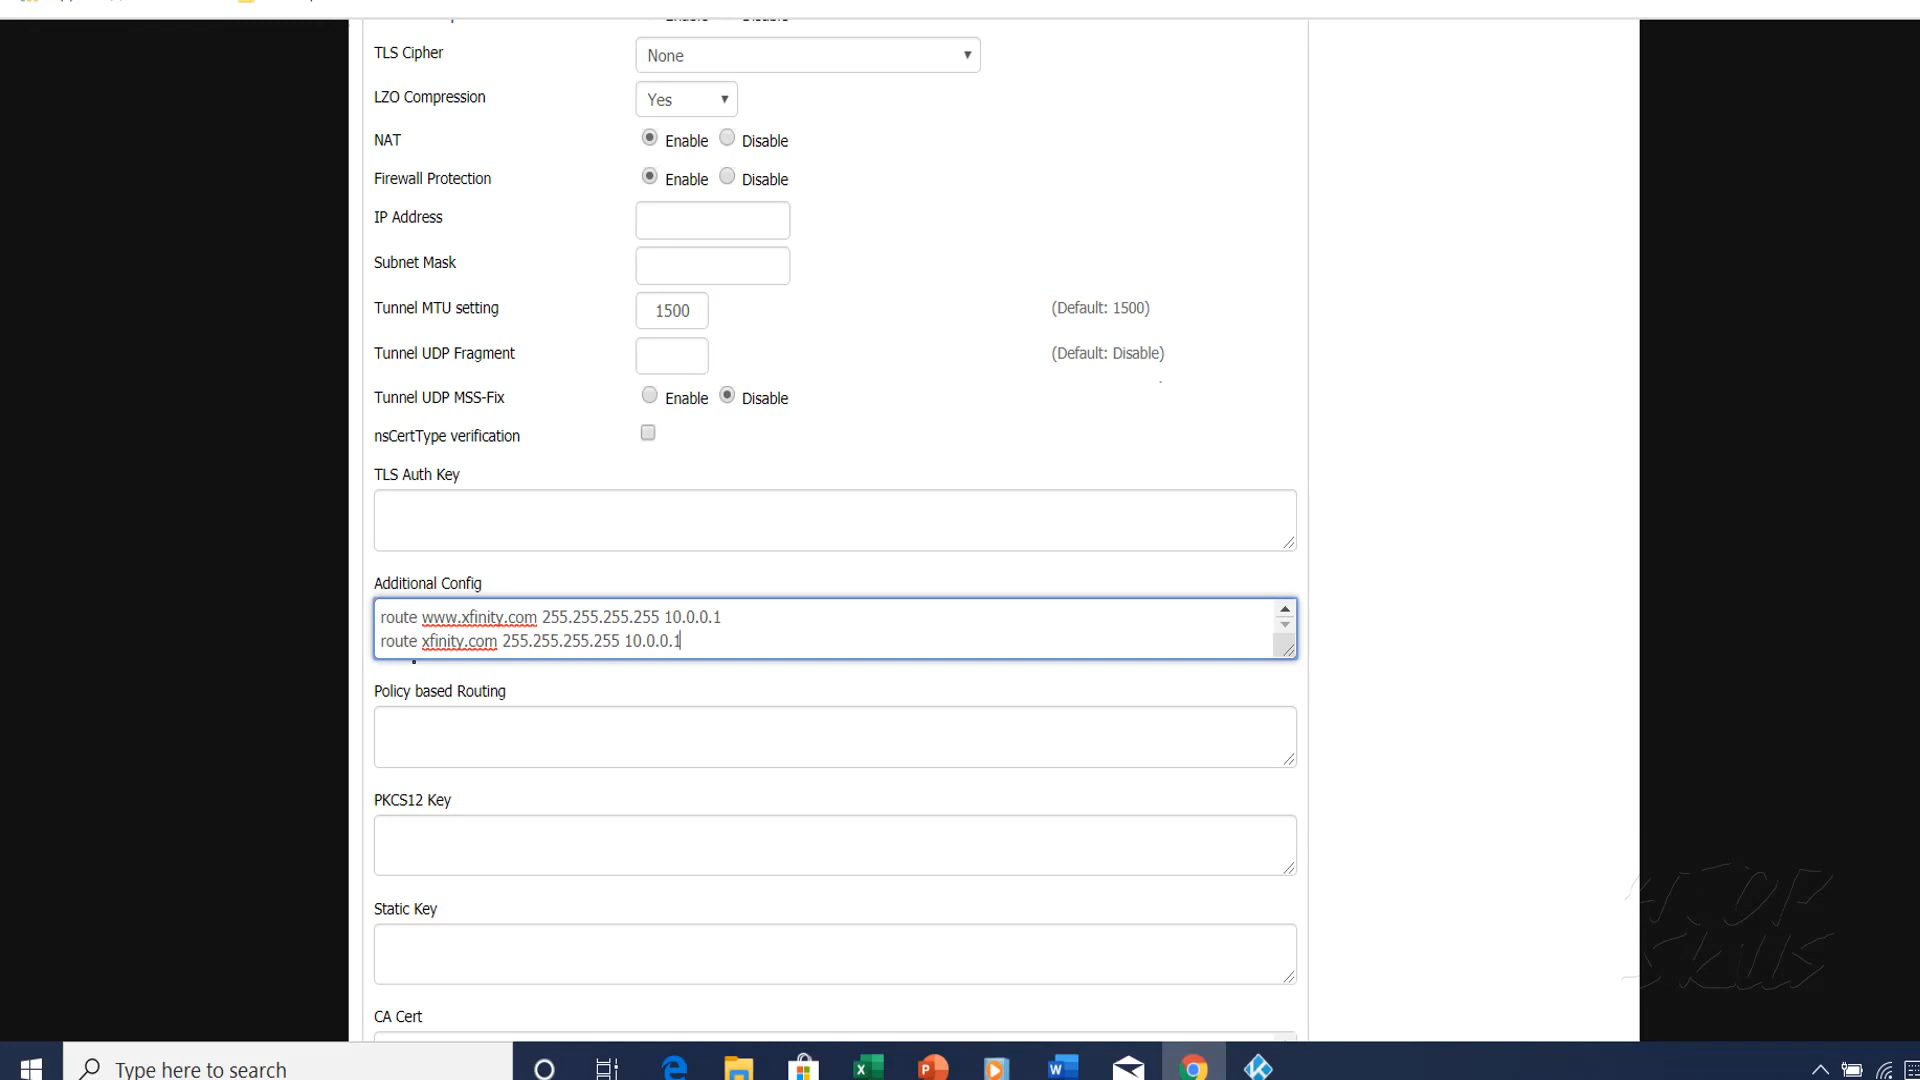 TLS Cipher None
LZO Compression Yes
NAT Enable Disable
Firewall Protection Enable Disable
IP Address
Subnet Mask
Tunnel MTU setting 1500 (Default: 1500)
Tunnel UDP Fragment (Default: Disable)
Tunnel UDP MSS-Fix Enable Disable
nsCertType verification
TLS Auth Key
Additional Config
route www.xfinity.com 255.255.255.255 10.0.0.1
route xfinity.com 255.255.255.255 10.0.0.1
Policy based Routing
PKCS12 Key
Static Key
CA Cert
Type here to search